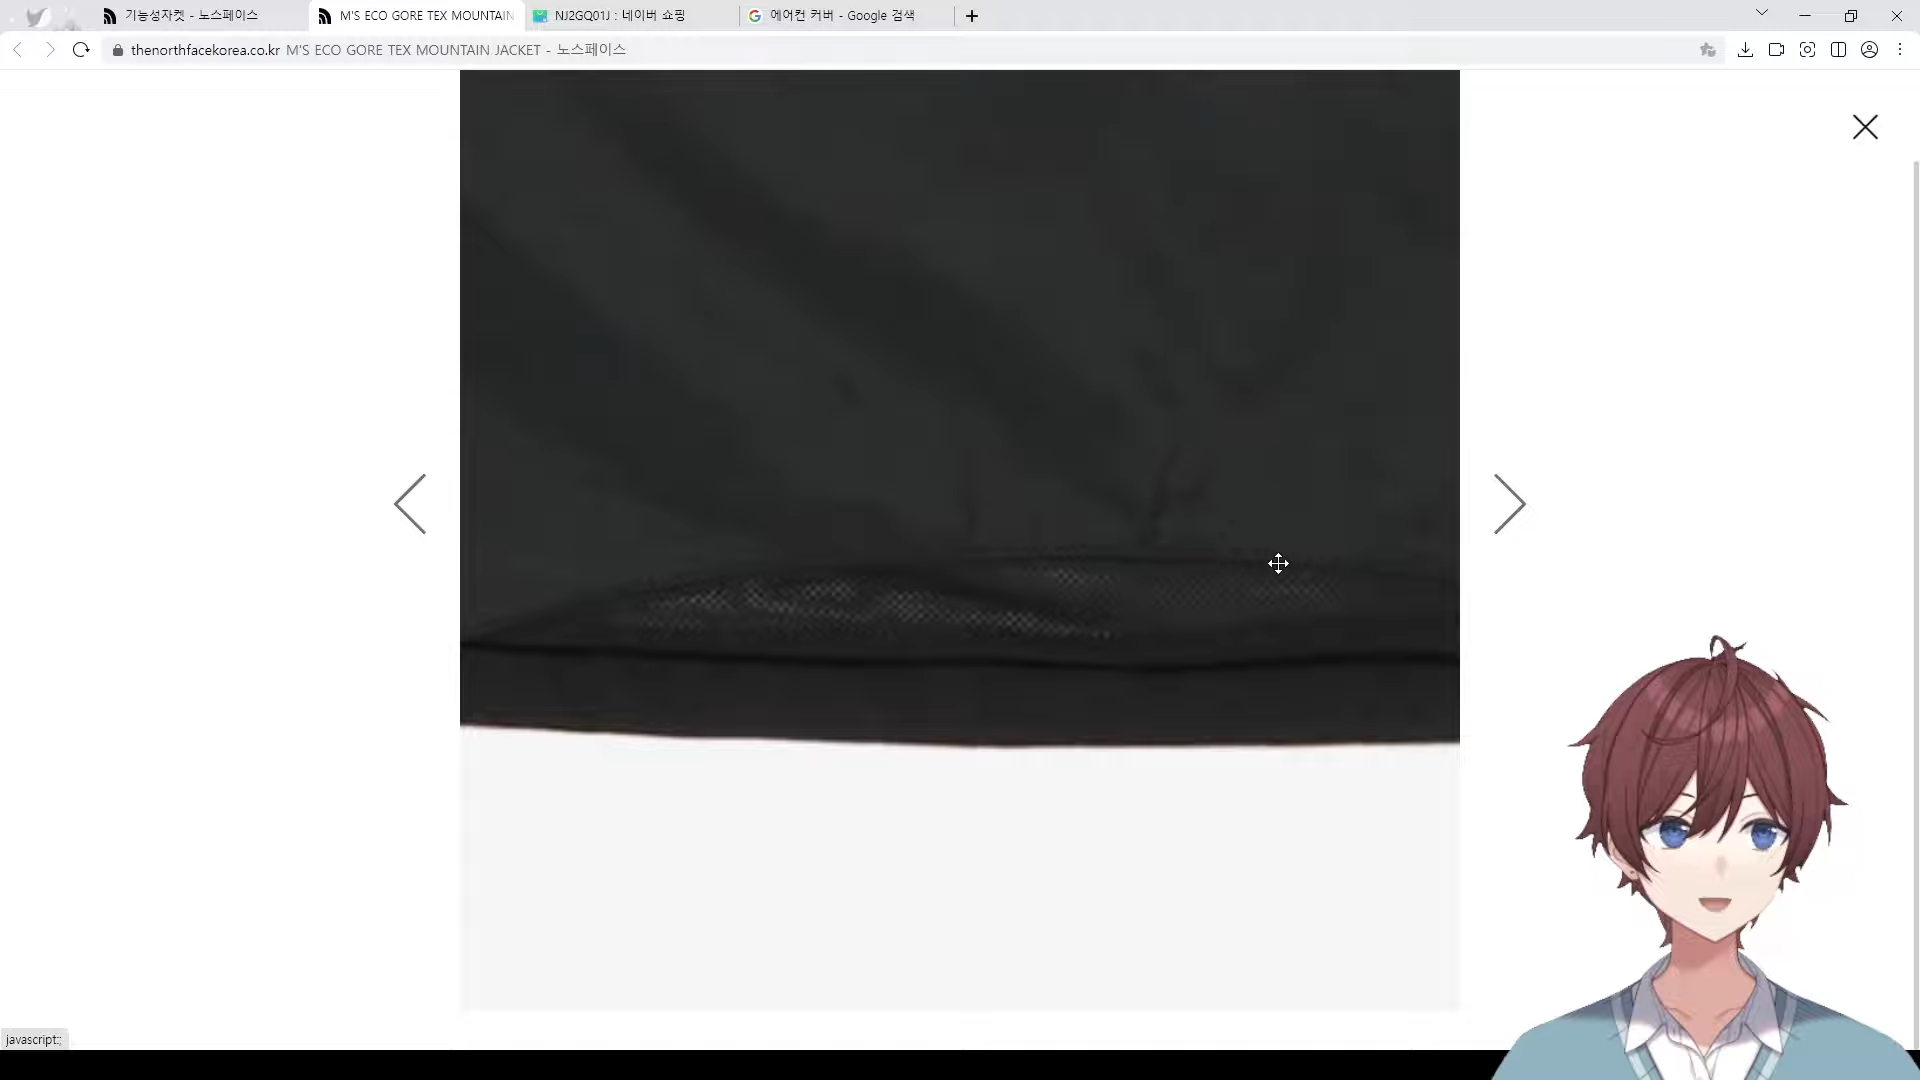 기능성자켓 - 노스페이스
M'S ECO GORE TEX MOUNTAIN
NJ2GQ01J : 네이버 쇼핑
에어컨 커버 - Google 검색
thenorthfacekorea.co.kr M'S ECO GORE TEX MOUNTAIN JACKET - 노스페이스
javascript:;